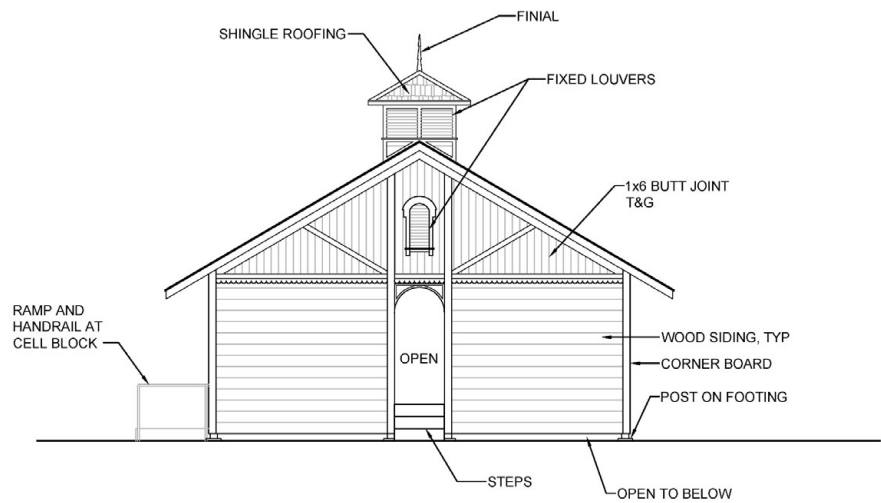 FINIAL
SHINGLE ROOFING
FIXED LOUVERS
1x6 BUTT JOINT
T&G
RAMP AND
HANDRAIL AT
CELL BLOCK
OPEN
WOOD SIDING, TYP
CORNER BOARD
POST ON FOOTING
STEPS
OPEN TO BELOW